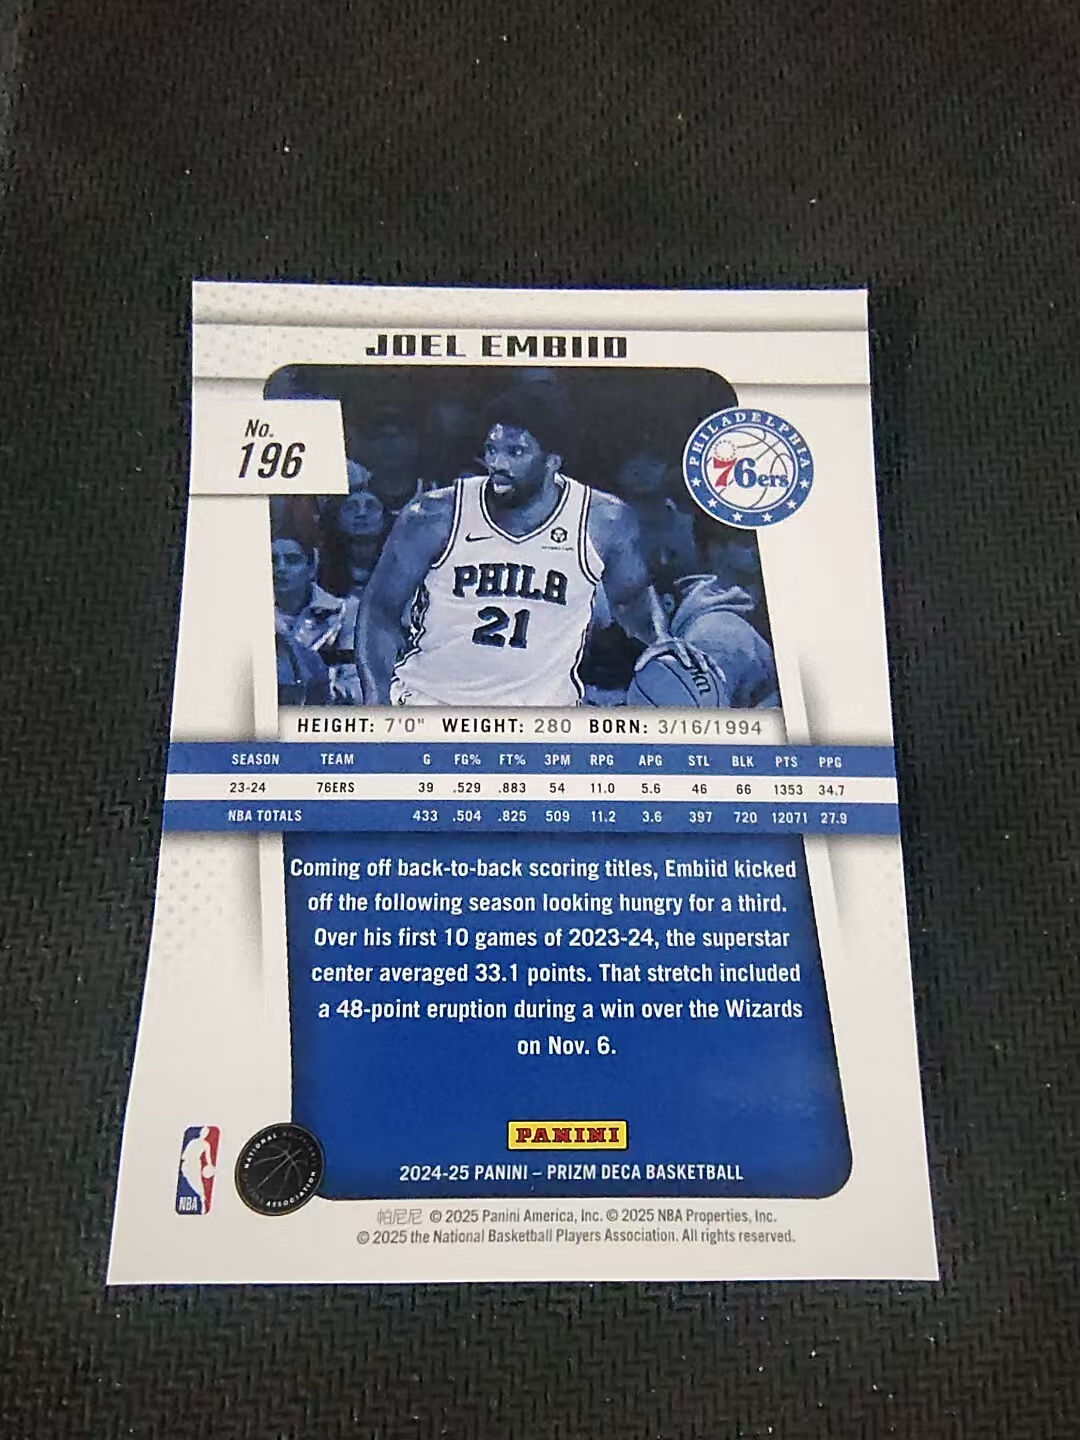 JOEL EMBIID
No.
196
PHILADELPHIA
76ers
PHILA
21
HEIGHT: 7'0" WEIGHT: 280 BORN: 3/16/1994
SEASON TEAM G FG% FT% 3PM RPG APG STL BLK PTS PPG
23-24 76ERS 39 .529 .883 54 11.0 5.6 46 66 1353 34.7
NBA TOTALS 433 .504 .825 509 11.2 3.6 397 720 12071 27.9
Coming off back-to-back scoring titles, Embiid kicked
off the following season looking hungry for a third.
Over his first 10 games of 2023-24, the superstar
center averaged 33.1 points. That stretch included
a 48-point eruption during a win over the Wizards
on Nov. 6.
PANINI
2024-25 PANINI – PRIZM DECA BASKETBALL
NBA
NATIONAL
ASSOCIATION
帕尼尼 © 2025 Panini America, Inc. © 2025 NBA Properties, Inc.
© 2025 the National Basketball Players Association. All rights reserved.